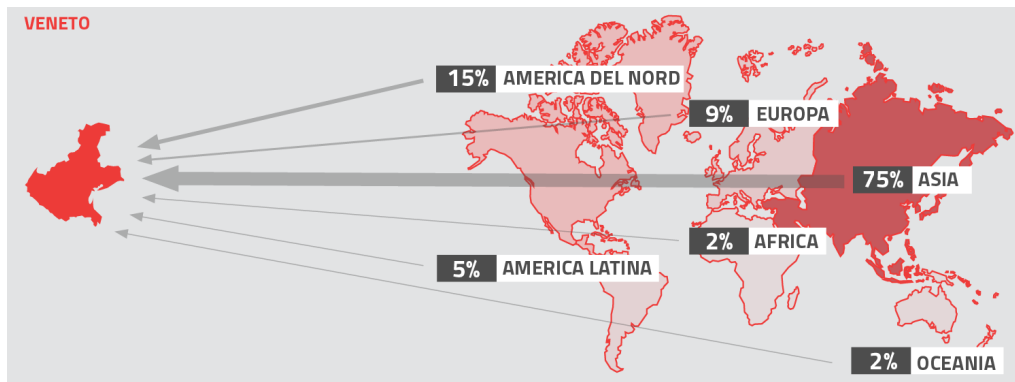 VENETO
15% AMERICA DEL NORD
9% EUROPA
75% ASIA
2% AFRICA
5% AMERICA LATINA
2% OCEANIA